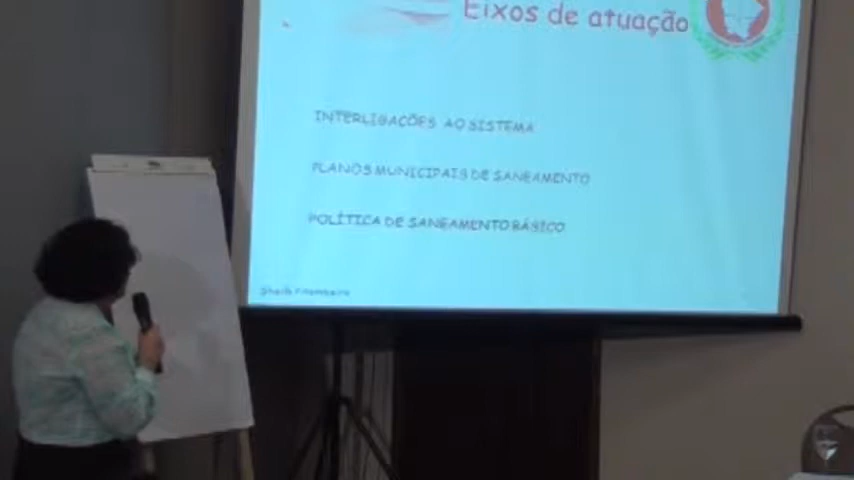 Eixos de atuação
INTERLIGAÇÕES AO SISTEMA
PLANOS MUNICIPAIS DE SANEAMENTO
POLÍTICA DE SANEAMENTO BÁSICO